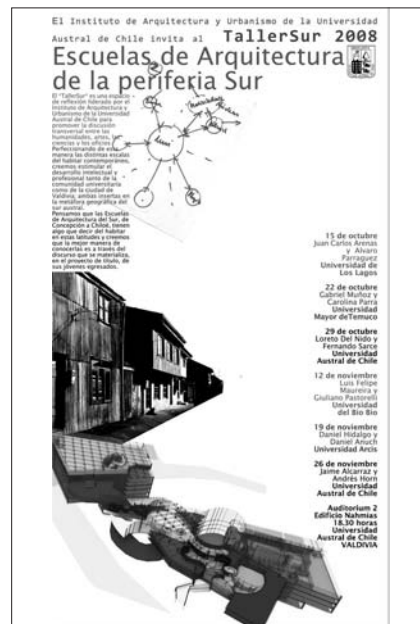 El Instituto de Arquitectura y Urbanismo de la Universidad
Austral de Chile invita al TallerSur 2008
Escuelas de Arquitectura
de la periferia Sur
El "TallerSur" es una espacio
de reflexión liderado por el
Instituto de Arquitectura y
Urbanismo de la Universidad
Austral de Chile para
promover la discusión
transversal entre las
humanidades, artes, las
ciencias y los oficios.
Perfeccionando de esta
manera las distintas escalas
del habitar contemporáneo,
creemos estimular el
desarrollo intelectual y
profesional tanto de la
comunidad universitaria
como de la ciudad de
Valdivia, ambas insertas en
la metáfora geográfica del
sur austral.
Pensamos que las Escuelas
de Arquitectura del Sur, de
Concepción a Chiloé, tienen
algo que decir del habitar
en estas latitudes y creemos
que la mejor manera de
conocerlas es a través del
discurso que se materializa,
en el proyecto de título, de
sus jóvenes egresados.
15 de octubre
Juan Carlos Arenas
y Alvaro
Parraguez
Universidad de
Los Lagos
22 de octubre
Gabriel Muñoz y
Carolina Parra
Universidad
Mayor deTemuco
29 de octubre
Loreto Del Nido y
Fernando Sarce
Universidad
Austral de Chile
12 de noviembre
Luis Felipe
Maureira y
Giuliano Pastorelli
Universidad
del Bio Bio
19 de noviembre
Daniel Hidalgo y
Daniel Anuch
Universidad Arcis
26 de noviembre
Jaime Alcarraz y
Andrés Horn
Universidad
Austral de Chile
Auditorium 2
Edificio Nahmias
18.30 horas
Universidad
Austral de Chile
VALDIVIA